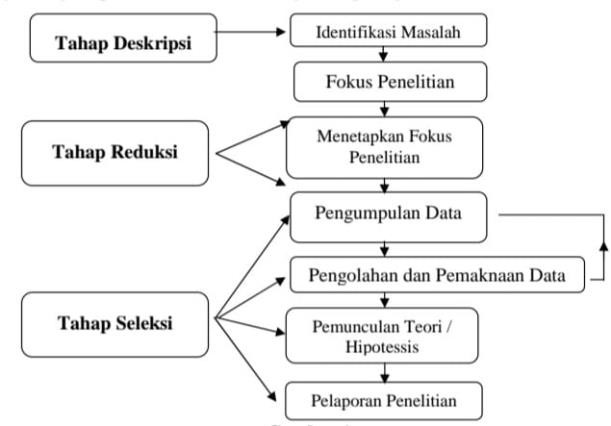 Tahap Deskripsi
Identifikasi Masalah
Fokus Penelitian
Tahap Reduksi
Menetapkan Fokus
Penelitian
Pengumpulan Data
Pengolahan dan Pemaknaan Data
Tahap Seleksi
Pemunculan Teori /
Hipotessis
Pelaporan Penelitian